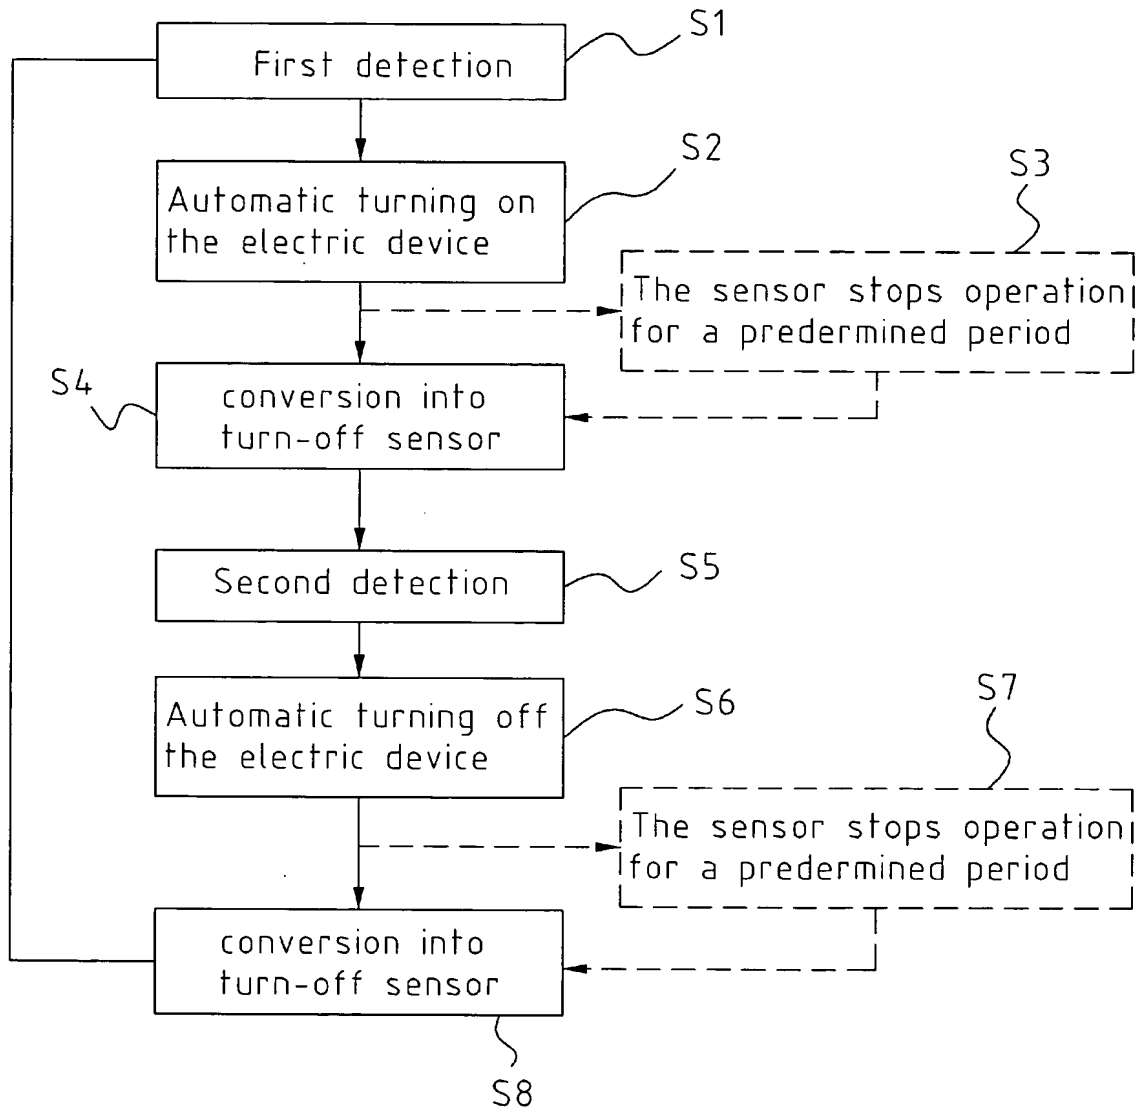 S1
First detection
S2
Automatic turning on
the electric device
S3
The sensor stops operation
for a predermined period
S4
conversion into
turn-off sensor
Second detection
S5
S6
Automatic turning off
the electric device
S7
The sensor stops operation
for a predermined period
conversion into
turn-off sensor
S8